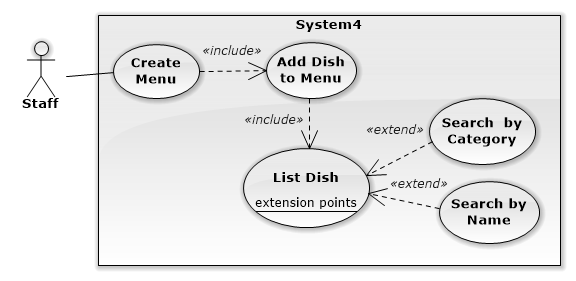 System4
Staff
Create
Menu
«include»
Add Dish
to Menu
«include»
List Dish
extension points
«extend»
Search by
Category
«extend»
Search by
Name